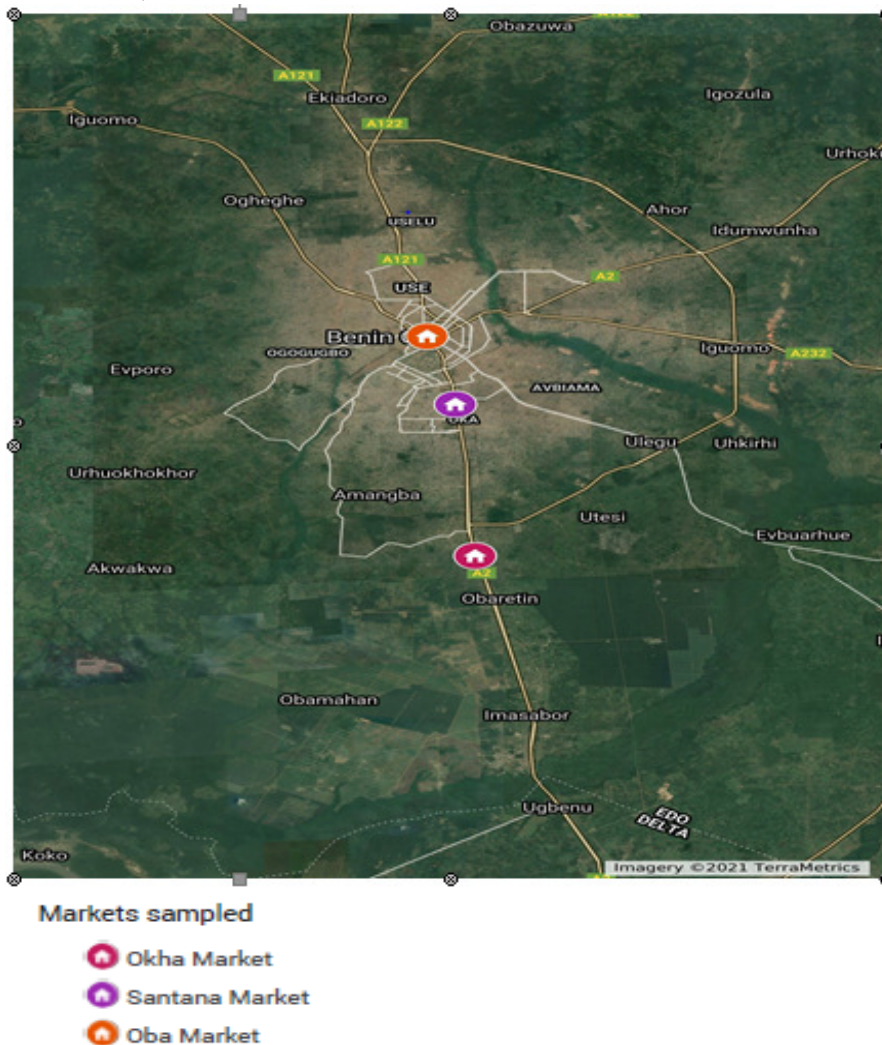 Obazuwa
A121
Ekiadoro
Igozula
A122
Iguomo
Ogheghe
Ahor
USELU
Idumwunha
A121
A2
USE
Benin
OGOGUGBO
Iguomo
A232
Evporo
AVBIAMA
Ulegu
Uhkirhi
Urhuokhokhor
Amangba
Utesi
Evbuarhue
Akwakwa
A2
Obaretin
Obamahan
Imasabor
Ugbenu
EDO
DELTA
Koko
Imagery ©2021 TerraMetrics
Markets sampled
Okha Market
Santana Market
Oba Market